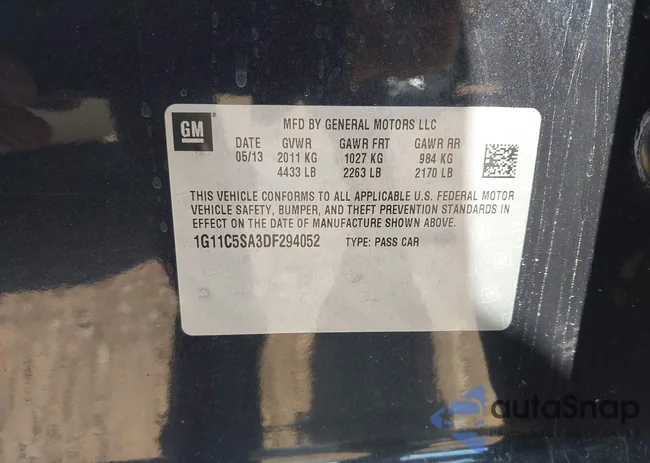 GM
MFD BY GENERAL MOTORS LLC
DATE GVWR GAWR FRT GAWR RR
05/13 2011 KG 1027 KG 984 KG
4433 LB 2263 LB 2170 LB
THIS VEHICLE CONFORMS TO ALL APPLICABLE U.S. FEDERAL MOTOR
VEHICLE SAFETY, BUMPER, AND THEFT PREVENTION STANDARDS IN
EFFECT ON THE DATE OF MANUFACTURE SHOWN ABOVE.
1G11C5SA3DF294052 TYPE: PASS CAR
autoSnap